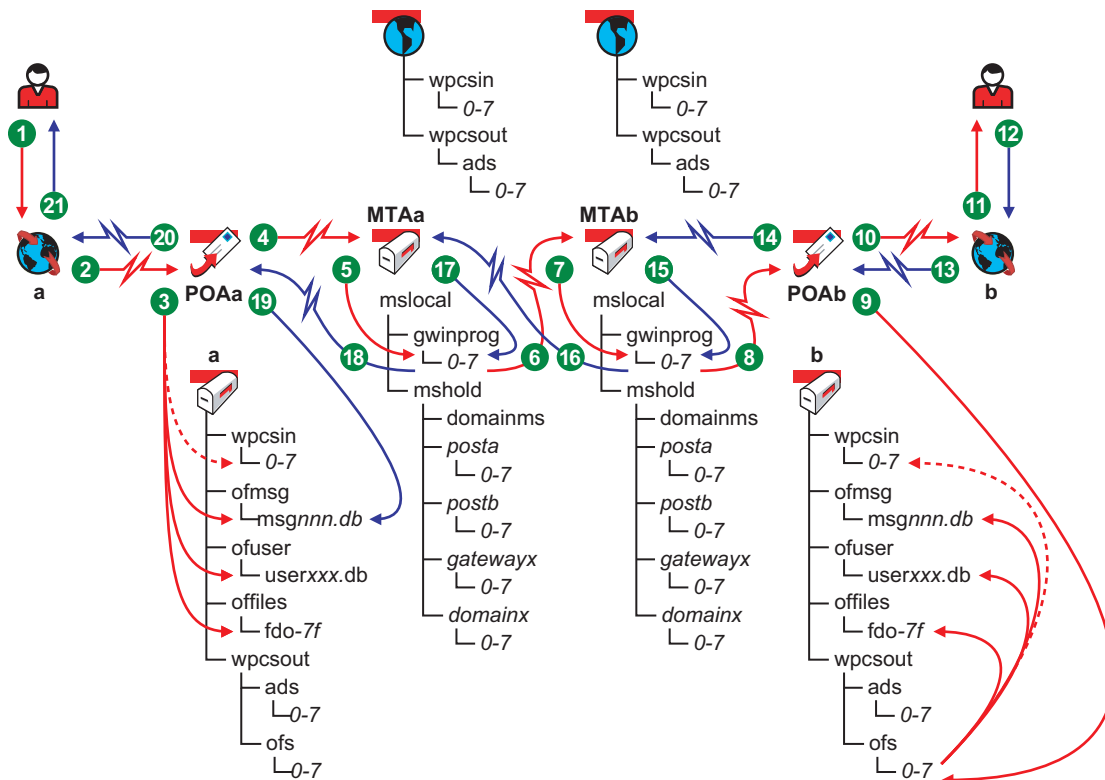 wpcsin
0-7
wpcsout
ads
0-7
wpcsin
0-7
wpcsout
ads
0-7
1
21
a
2
20
POAa
3
19
4
MTAa
5
17
18
6
16
mslocal
gwinprog
0-7
mshold
domainms
posta
0-7
postb
0-7
gatewayx
0-7
domainx
0-7
MTAb
7
15
14
8
mslocal
gwinprog
0-7
mshold
domainms
posta
0-7
postb
0-7
gatewayx
0-7
domainx
0-7
POAb
10
13
9
11
12
b
a
wpcsin
0-7
ofmsg
msgnnn.db
ofuser
userxxx.db
offiles
fdo-7f
wpcsout
ads
0-7
ofs
0-7
b
wpcsin
0-7
ofmsg
msgnnn.db
ofuser
userxxx.db
offiles
fdo-7f
wpcsout
ads
0-7
ofs
0-7